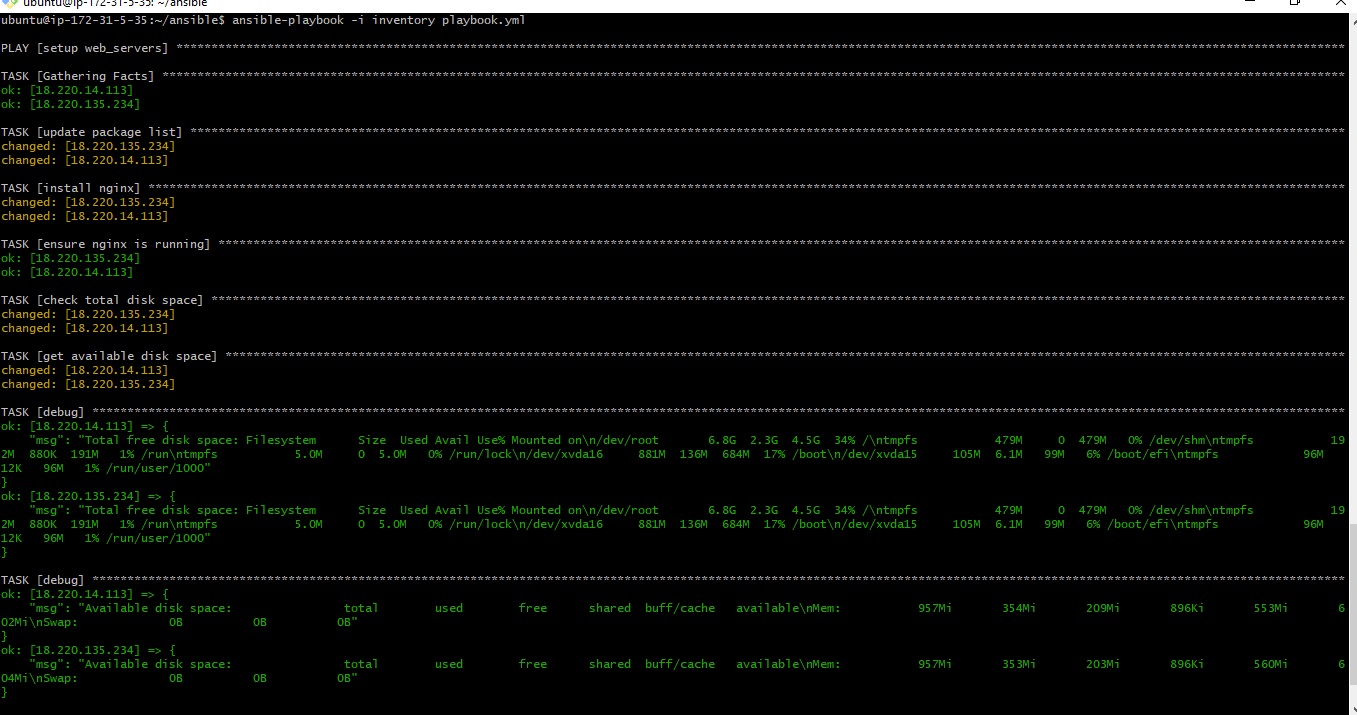 ubuntu@ip-172-31-5-35: ~/ansible
ubuntu@ip-172-31-5-35:~/ansible$ ansible-playbook -i inventory playbook.yml
PLAY [setup web_servers] ****************************************************************************************************************************************************************
TASK [Gathering Facts] ******************************************************************************************************************************************************************
ok: [18.220.14.113]
ok: [18.220.135.234]
TASK [update package list] **************************************************************************************************************************************************************
changed: [18.220.135.234]
changed: [18.220.14.113]
TASK [install nginx] ********************************************************************************************************************************************************************
changed: [18.220.135.234]
changed: [18.220.14.113]
TASK [ensure nginx is running] **********************************************************************************************************************************************************
ok: [18.220.135.234]
ok: [18.220.14.113]
TASK [check total disk space] ***********************************************************************************************************************************************************
changed: [18.220.135.234]
changed: [18.220.14.113]
TASK [get available disk space] *********************************************************************************************************************************************************
changed: [18.220.14.113]
changed: [18.220.135.234]
TASK [debug] ****************************************************************************************************************************************************************************
ok: [18.220.14.113] => {
    "msg": "Total free disk space: Filesystem      Size  Used Avail Use% Mounted on\n/dev/root       6.8G  2.3G  4.5G  34% /\ntmpfs           479M     0  479M   0% /dev/shm\ntmpfs           19
2M  880K  191M   1% /run\ntmpfs           5.0M     0  5.0M   0% /run/lock\n/dev/xvda16     881M  136M  684M  17% /boot\n/dev/xvda15     105M  6.1M   99M   6% /boot/efi\ntmpfs            96M
12K   96M   1% /run/user/1000"
}
ok: [18.220.135.234] => {
    "msg": "Total free disk space: Filesystem      Size  Used Avail Use% Mounted on\n/dev/root       6.8G  2.3G  4.5G  34% /\ntmpfs           479M     0  479M   0% /dev/shm\ntmpfs           19
2M  880K  191M   1% /run\ntmpfs           5.0M     0  5.0M   0% /run/lock\n/dev/xvda16     881M  136M  684M  17% /boot\n/dev/xvda15     105M  6.1M   99M   6% /boot/efi\ntmpfs            96M
12K   96M   1% /run/user/1000"
}
TASK [debug] ****************************************************************************************************************************************************************************
ok: [18.220.14.113] => {
    "msg": "Available disk space:                total        used        free      shared  buff/cache   available\nMem:           957Mi       354Mi       209Mi       896Ki       553Mi       6
02Mi\nSwap:             0B          0B          0B"
}
ok: [18.220.135.234] => {
    "msg": "Available disk space:                total        used        free      shared  buff/cache   available\nMem:           957Mi       353Mi       203Mi       896Ki       560Mi       6
04Mi\nSwap:             0B          0B          0B"
}